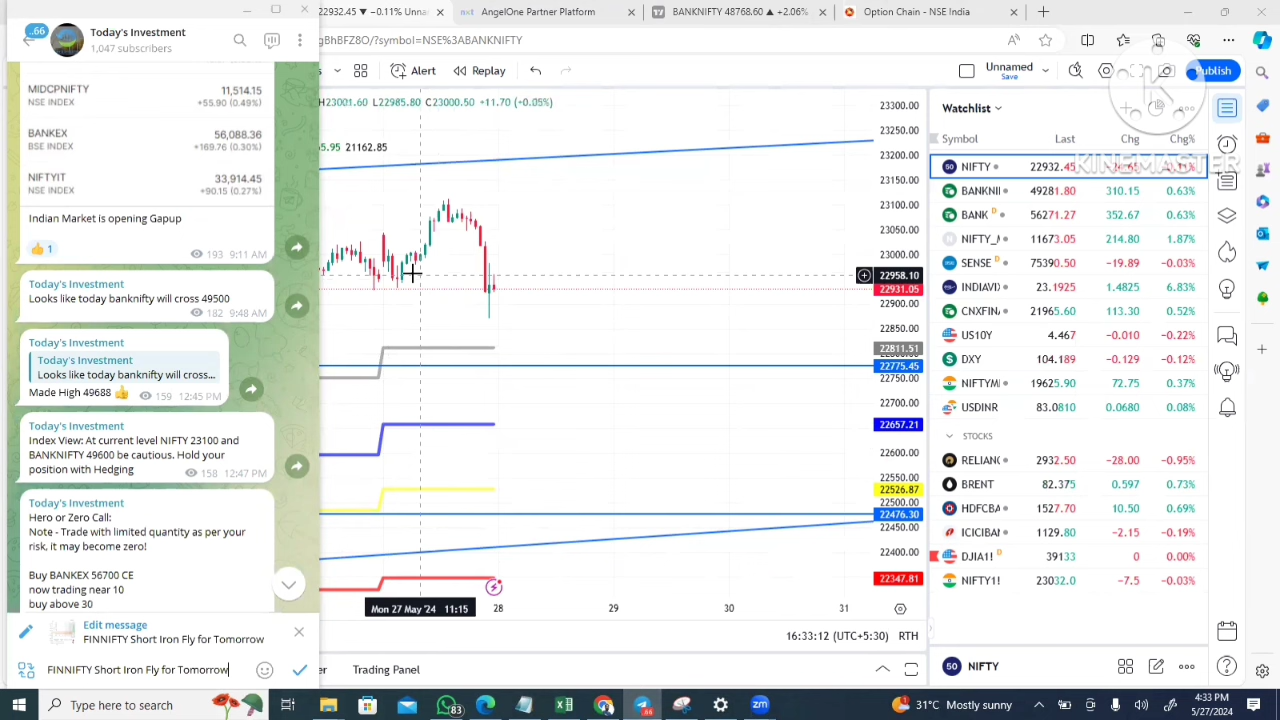 22932.45 ▼ −0.11% Un
AngelOne Partner Platform
BANKNIFTY 48768.60 ▲ +2.06%
Option Chain - NSE India
..66
Today's Investment
1,047 subscribers
gBhBFZ8O/?symbol=NSE%3ABANKNIFTY
Alert
Replay
Unnamed
Save
Publish
H23001.60 L22985.80 C23000.50 +11.70 (+0.05%)
65.95 21162.85
KINEMASTER
MIDCPNIFTY
NSE INDEX
11,514.15
+55.90 (0.49%)
BANKEX
BSE INDEX
56,088.36
+169.76 (0.30%)
NIFTYIT
NSE INDEX
33,914.45
+90.15 (0.27%)
Indian Market is opening Gapup
👍 1
193 9:11 AM
Today's Investment
Looks like today banknifty will cross 49500
182 9:48 AM
Today's Investment
Today's Investment
Looks like today banknifty will cross...
Made High 49688 👍 159 12:45 PM
Today's Investment
Index View: At current level NIFTY 23100 and
BANKNIFTY 49600 be cautious. Hold your
position with Hedging
158 12:47 PM
Today's Investment
Hero or Zero Call:
Note - Trade with limited quantity as per your
risk, it may become zero!
Buy BANKEX 56700 CE
now trading near 10
buy above 30
Edit message
FINNIFTY Short Iron Fly for Tomorrow
FINNIFTY Short Iron Fly for Tomorrow
23300.00
23250.00
23200.00
23150.00
23100.00
23050.00
23000.00
22958.10
22931.05
22900.00
22850.00
22811.51
22775.45
22750.00
22700.00
22657.21
22600.00
22550.00
22526.87
22500.00
22476.30
22450.00
22400.00
22347.81
Mon 27 May '24 11:15
28
29
30
31
16:33:12 (UTC+5:30) RTH
Trading Panel
Watchlist
Symbol Last Chg Chg%
NIFTY 22932.45
BANKNI 49281.80 310.15 0.63%
BANK D 56271.27 352.67 0.63%
NIFTY_M 11673.05 214.80 1.87%
SENSE D 75390.50 −19.89 −0.03%
INDIAVI 23.1925 1.4825 6.83%
CNXFIN 21965.60 113.30 0.52%
US10Y 4.467 −0.010 −0.22%
DXY 104.189 −0.129 −0.12%
NIFTYMI 19625.90 72.75 0.37%
USDINR 83.0810 0.0680 0.08%
STOCKS
RELIANC 2932.50 −28.00 −0.95%
BRENT 82.375 0.597 0.73%
HDFCBA 1527.70 10.50 0.69%
ICICIBAN 1129.80 −2.15 −0.19%
DJIA1! D 39133 0 0.00%
NIFTY1! 23032.0 −7.5 −0.03%
50 NIFTY
Type here to search
83
31°C Mostly sunny
4:33 PM
5/27/2024